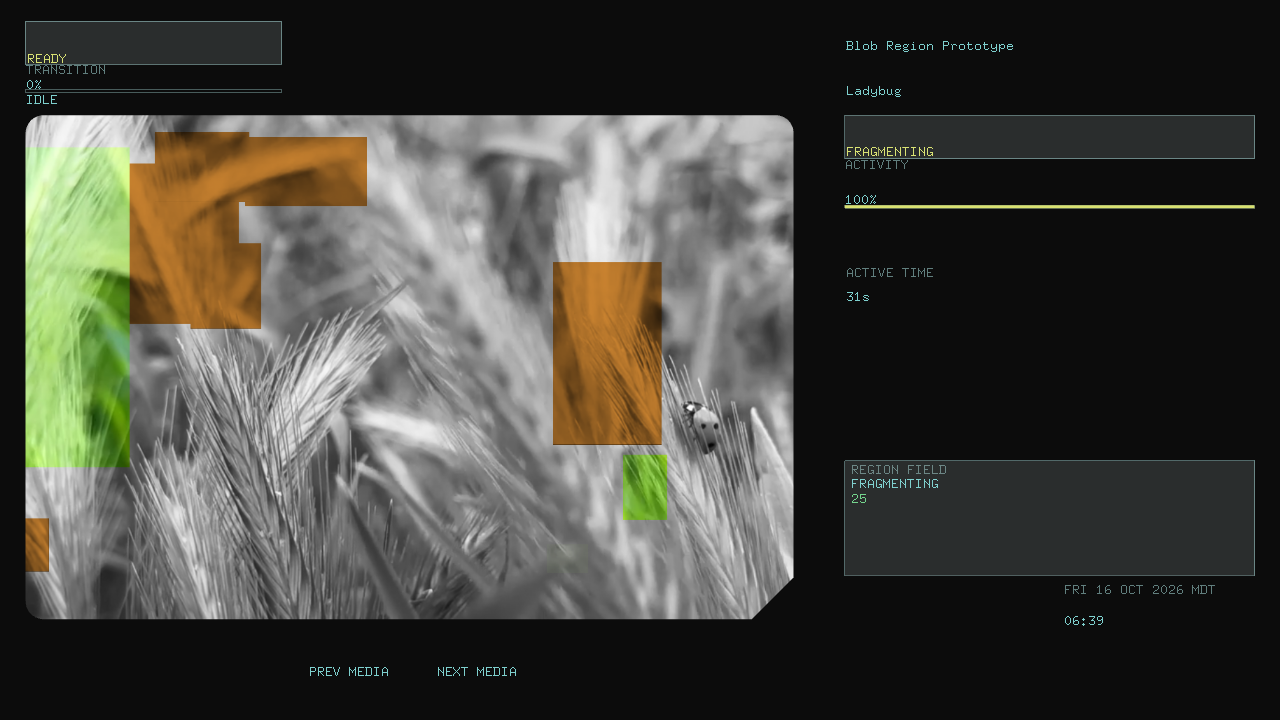 READY
TRANSITION
0%
IDLE
Blob Region Prototype
Ladybug
FRAGMENTING
ACTIVITY
100%
ACTIVE TIME
31s
REGION FIELD
FRAGMENTING
25
FRI 16 OCT 2026 MDT
06:39
PREV MEDIA
NEXT MEDIA